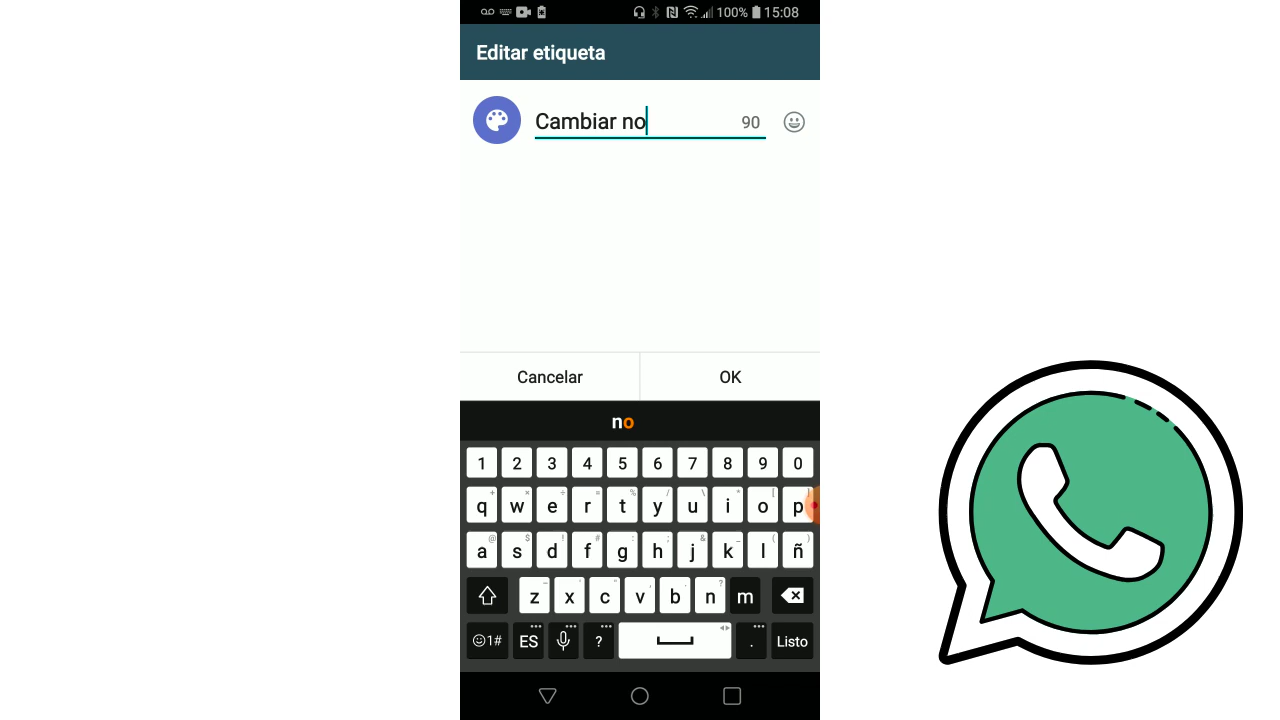 100% 15:08
Editar etiqueta
Cambiar no 90
Cancelar OK
no
1 2 3 4 5 6 7 8 9 0
q w e r t y u i o p
a s d f g h j k l ñ
z x c v b n m
1# ES ? . Listo